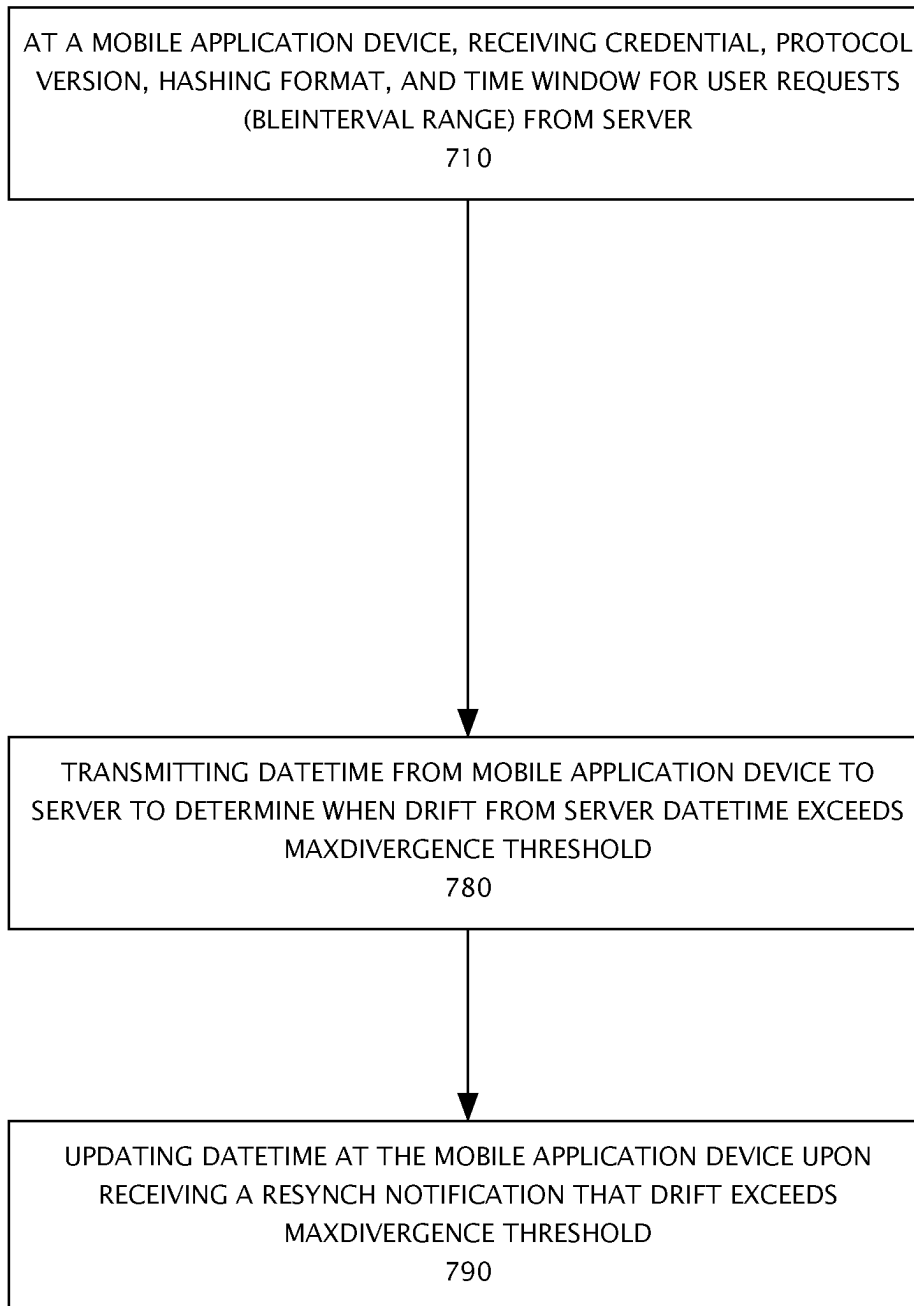 AT A MOBILE APPLICATION DEVICE, RECEIVING CREDENTIAL, PROTOCOL
VERSION, HASHING FORMAT, AND TIME WINDOW FOR USER REQUESTS
(BLEINTERVAL RANGE) FROM SERVER
710
TRANSMITTING DATETIME FROM MOBILE APPLICATION DEVICE TO
SERVER TO DETERMINE WHEN DRIFT FROM SERVER DATETIME EXCEEDS
MAXDIVERGENCE THRESHOLD
780
UPDATING DATETIME AT THE MOBILE APPLICATION DEVICE UPON
RECEIVING A RESYNCH NOTIFICATION THAT DRIFT EXCEEDS
MAXDIVERGENCE THRESHOLD
790